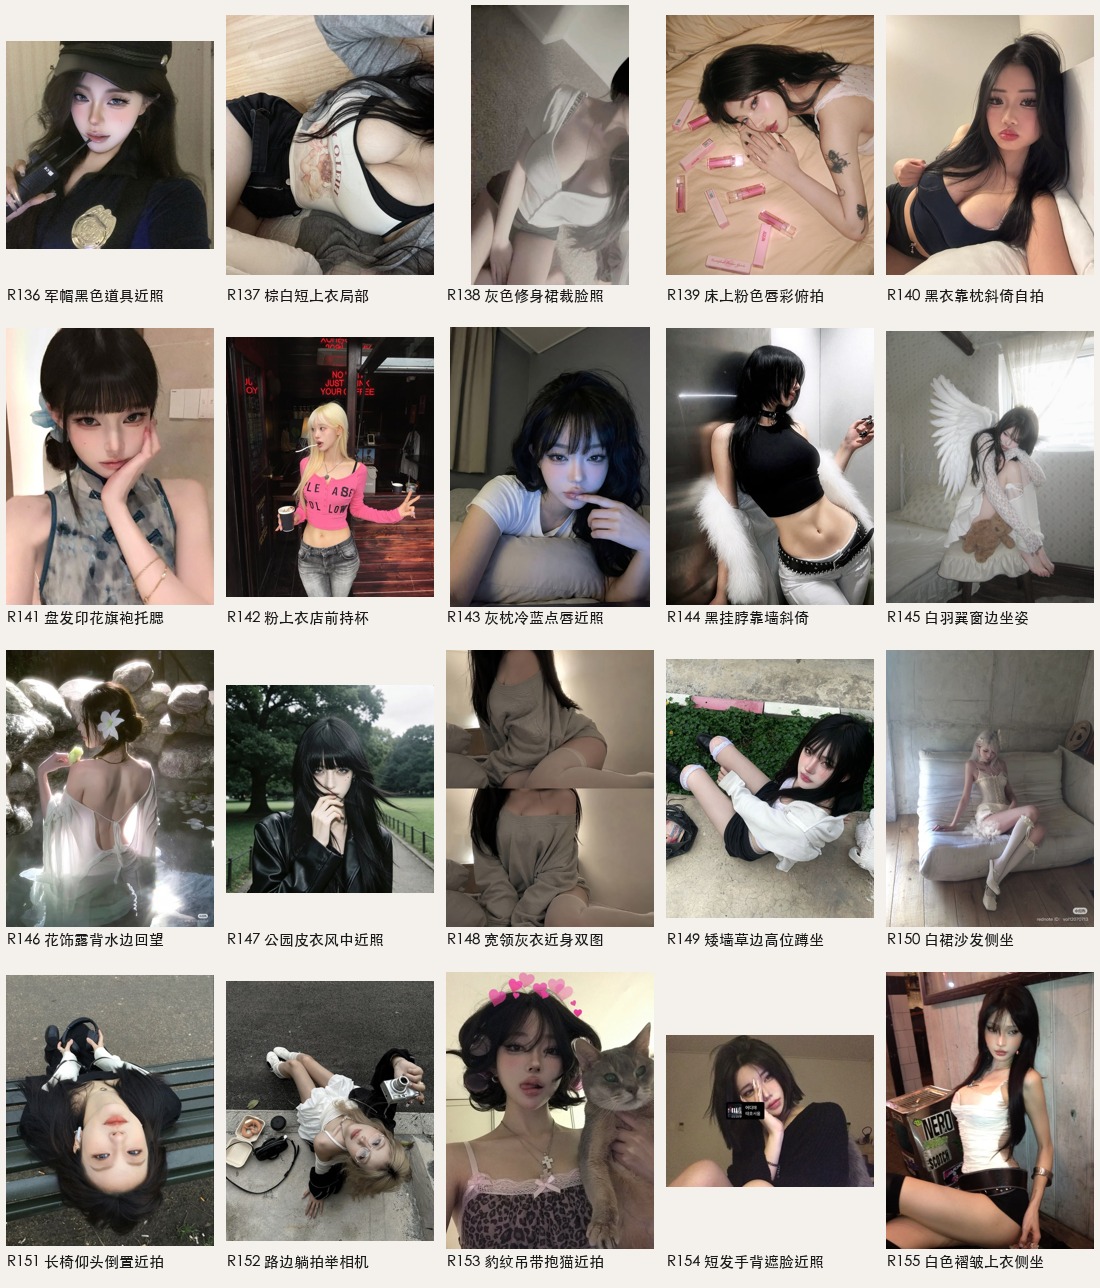 R136 军帽黑色道具近照
R137 棕白短上衣局部
R138 灰色修身裙裁脸照
R139 床上粉色唇彩俯拍
R140 黑衣靠枕斜倚自拍
NO
JUST
YOUR
LE ABE
OL LOW
R141 盘发印花旗袍托腮
R142 粉上衣店前持杯
R143 灰枕冷蓝点唇近照
R144 黑挂脖靠墙斜倚
R145 白羽翼窗边坐姿
R146 花饰露背水边回望
R147 公园皮衣风中近照
R148 宽领灰衣近身双图
R149 矮墙草边高位蹲坐
R150 白裙沙发侧坐
NERD
R151 长椅仰头倒置近拍
R152 路边躺拍举相机
R153 豹纹吊带抱猫近拍
R154 短发手背遮脸近照
R155 白色褶皱上衣侧坐